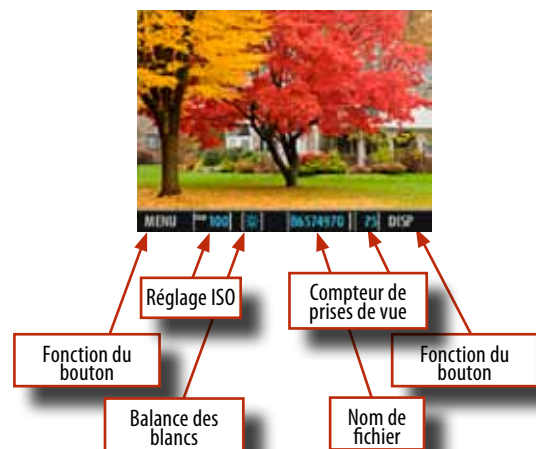 MENU ISO 100 86574970 75 DISP
Réglage ISO
Compteur de
prises de vue
Fonction du
bouton
Fonction du
bouton
Balance des
blancs
Nom de
fichier